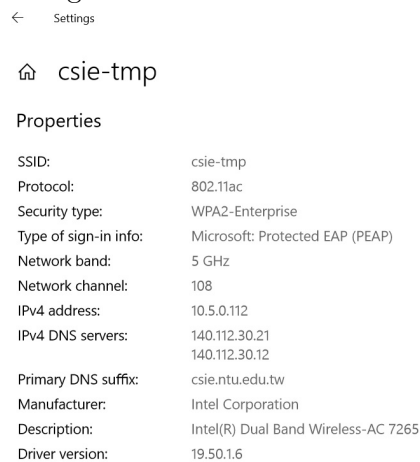 Settings
csie-tmp
Properties
SSID: csie-tmp
Protocol: 802.11ac
Security type: WPA2-Enterprise
Type of sign-in info: Microsoft: Protected EAP (PEAP)
Network band: 5 GHz
Network channel: 108
IPv4 address: 10.5.0.112
IPv4 DNS servers: 140.112.30.21
140.112.30.12
Primary DNS suffix: csie.ntu.edu.tw
Manufacturer: Intel Corporation
Description: Intel(R) Dual Band Wireless-AC 7265
Driver version: 19.50.1.6